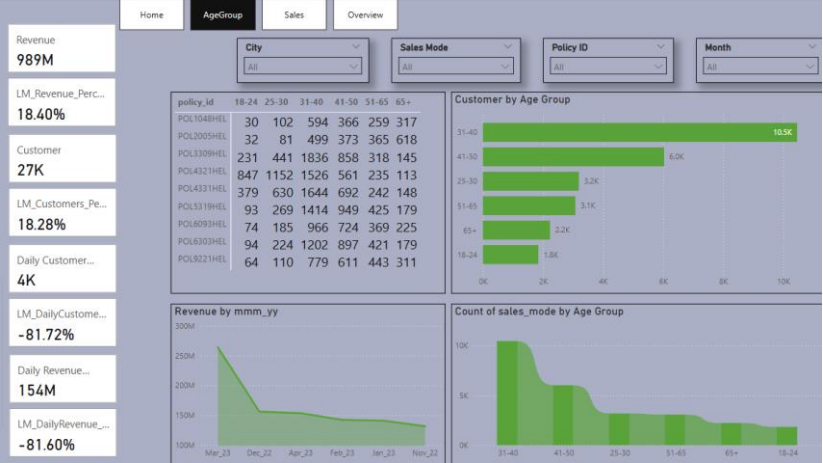 Home AgeGroup Sales Overview
City Sales Mode Policy ID Month
All All All All
Revenue
989M
LM_Revenue_Perc...
18.40%
Customer
27K
LM_Customers_Pe...
18.28%
Daily Customer...
4K
LM_DailyCustome...
-81.72%
Daily Revenue...
154M
LM_DailyRevenue_...
-81.60%
policy_id 18-24 25-30 31-40 41-50 51-65 65+
POL1048HEL 30 102 594 366 259 317
POL2005HEL 32 81 499 373 365 618
POL3309HEL 231 441 1836 858 318 145
POL4321HEL 847 1152 1526 561 235 113
POL4331HEL 379 630 1644 692 242 148
POL5319HEL 93 269 1414 949 425 179
POL6093HEL 74 185 966 724 369 225
POL6303HEL 94 224 1202 897 421 179
POL9221HEL 64 110 779 611 443 311
Customer by Age Group
31-40 10.5K
41-50 6.0K
25-30 3.2K
51-65 3.1K
65+ 2.2K
18-24 1.8K
0K 2K 4K 6K 8K 10K
Revenue by mmm_yy
300M
250M
200M
150M
100M
Mar_23 Dec_22 Apr_23 Feb_23 Jan_23 Nov_22
Count of sales_mode by Age Group
10K
5K
0K
31-40 41-50 25-30 51-65 65+ 18-24